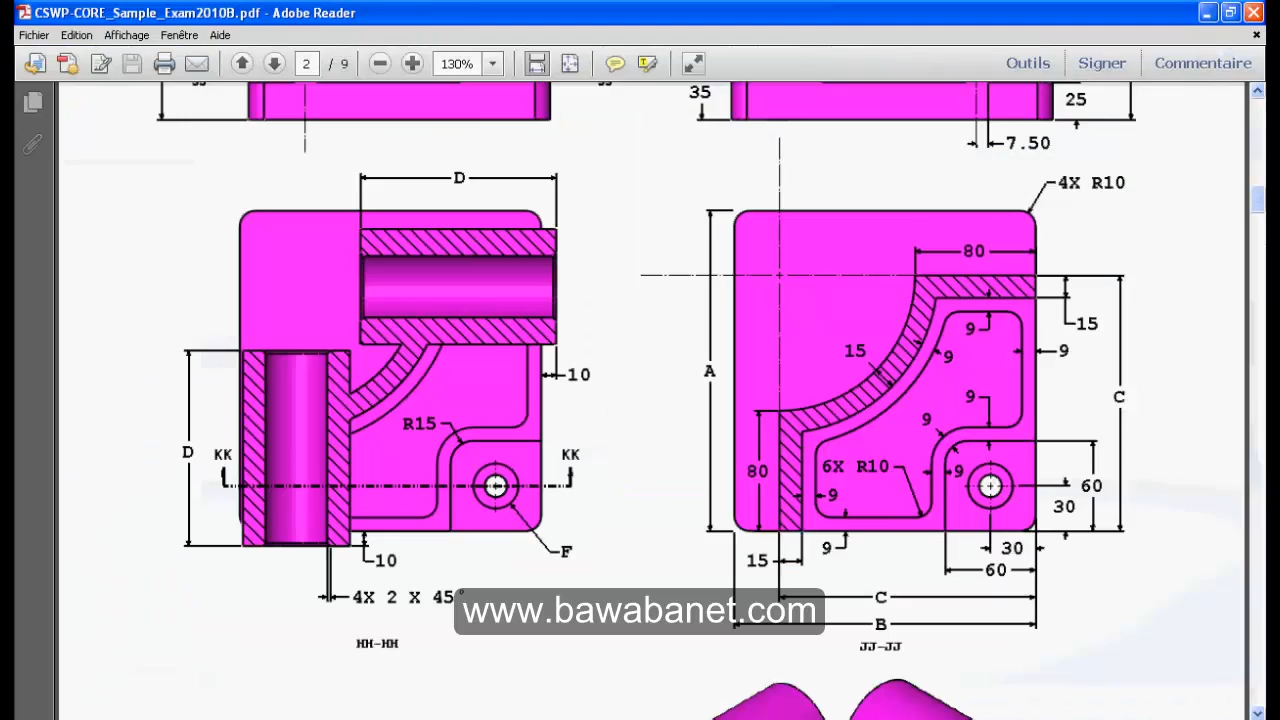 CSWP-CORE_Sample_Exam2010B.pdf - Adobe Reader
Fichier Edition Affichage Fenêtre Aide
2 / 9 130% Outils Signer Commentaire
35 25
7.50
D 4X R10
80
15
10 15 9 9 9
A C
R15 9 9
D KK KK 80 6X R10 9 60
9 30
F 9 30
10 15 60
4X 2 X 45° C
www.bawabanet.com
B
HH-HH JJ-JJ